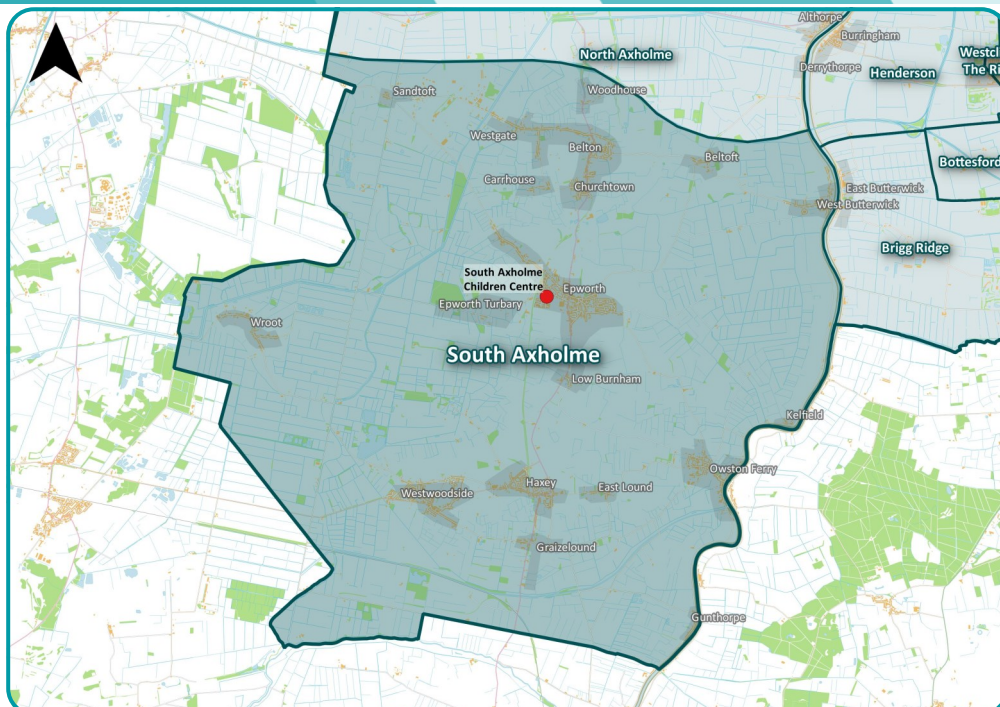 Althorpe
Burringham
North Axholme
Westcl
The Ri
Derrythorpe
Henderson
Sandtoft
Woodhouse
Westgate
Belton
Beltoft
Bottesford
Carrhouse
Churchtown
East Butterwick
West Butterwick
Brigg Ridge
South Axholme
Children Centre
Epworth
Epworth Turbary
Wroot
South Axholme
Low Burnham
Kelfield
Owston Ferry
Haxey
East Lound
Westwoodside
Graizelound
Gunthorpe